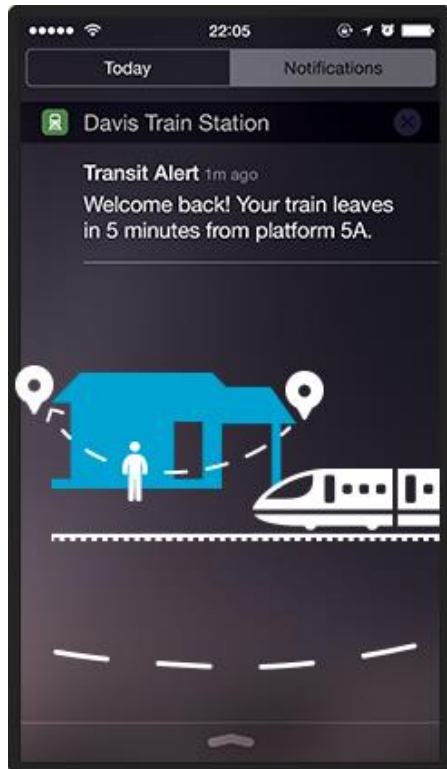 22:05
Today Notifications
Davis Train Station
Transit Alert 1m ago
Welcome back! Your train leaves
in 5 minutes from platform 5A.